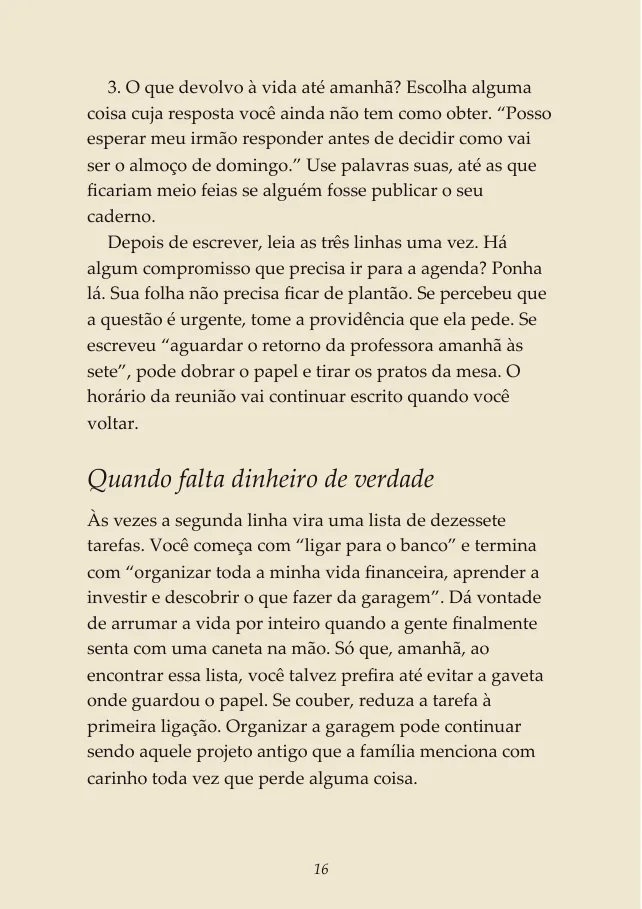 3. O que devolvo à vida até amanhã? Escolha alguma
coisa cuja resposta você ainda não tem como obter. “Posso
esperar meu irmão responder antes de decidir como vai
ser o almoço de domingo.” Use palavras suas, até as que
ficariam meio feias se alguém fosse publicar o seu
caderno.
Depois de escrever, leia as três linhas uma vez. Há
algum compromisso que precisa ir para a agenda? Ponha
lá. Sua folha não precisa ficar de plantão. Se percebeu que
a questão é urgente, tome a providência que ela pede. Se
escreveu “aguardar o retorno da professora amanhã às
sete”, pode dobrar o papel e tirar os pratos da mesa. O
horário da reunião vai continuar escrito quando você
voltar.
Quando falta dinheiro de verdade
Às vezes a segunda linha vira uma lista de dezessete
tarefas. Você começa com “ligar para o banco” e termina
com “organizar toda a minha vida financeira, aprender a
investir e descobrir o que fazer da garagem”. Dá vontade
de arrumar a vida por inteiro quando a gente finalmente
senta com uma caneta na mão. Só que, amanhã, ao
encontrar essa lista, você talvez prefira até evitar a gaveta
onde guardou o papel. Se couber, reduza a tarefa à
primeira ligação. Organizar a garagem pode continuar
sendo aquele projeto antigo que a família menciona com
carinho toda vez que perde alguma coisa.
16